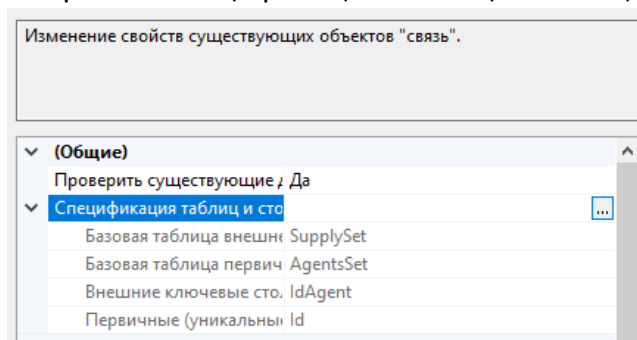 Изменение свойств существующих объектов "связь".
(Общие)
Проверить существующие Да
Спецификация таблиц и сто ...
Базовая таблица внешне SupplySet
Базовая таблица первич AgentsSet
Внешние ключевые сто. IdAgent
Первичные (уникальны Id